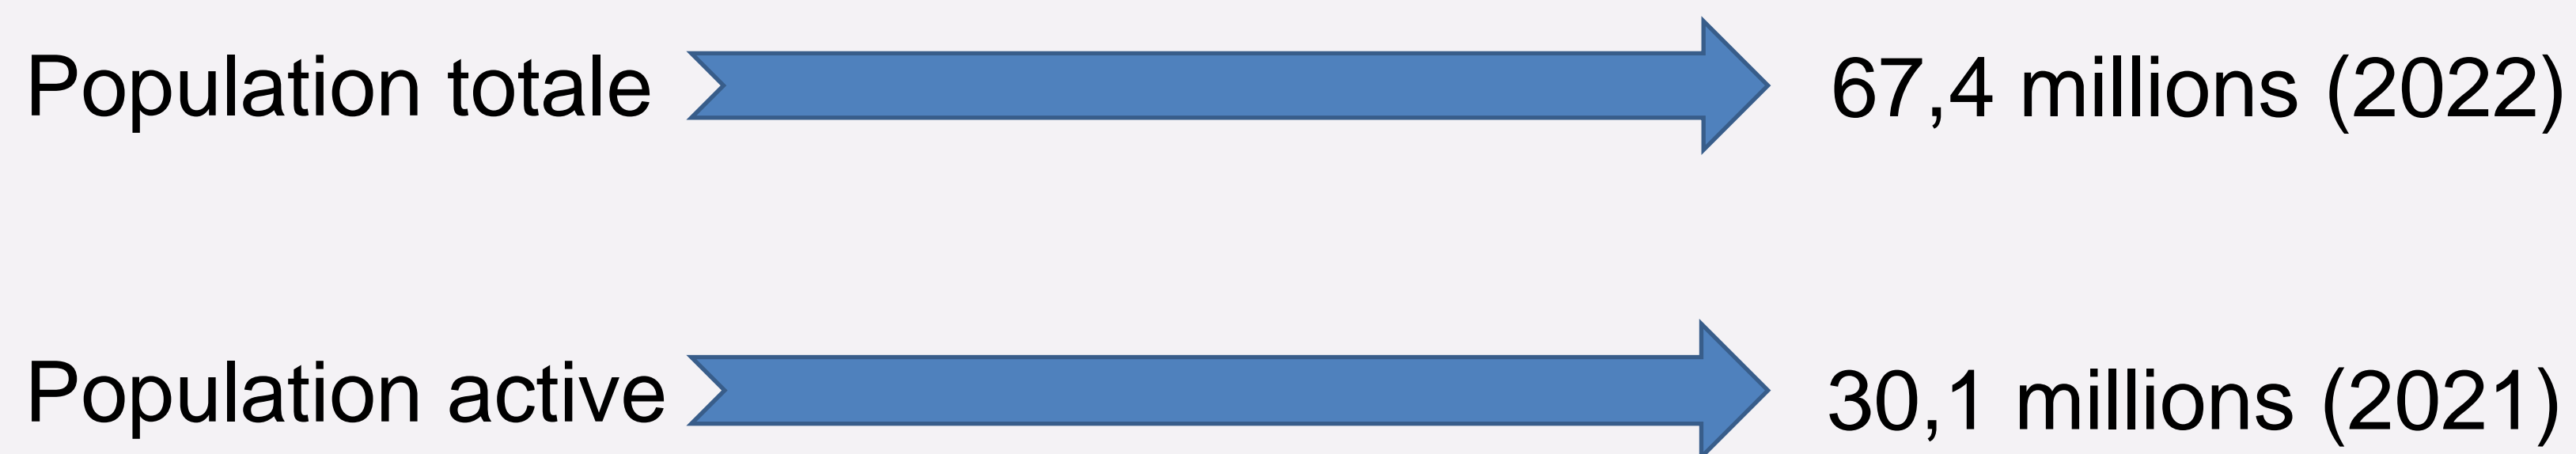 Population totale 67,4 millions (2022)
Population active 30,1 millions (2021)